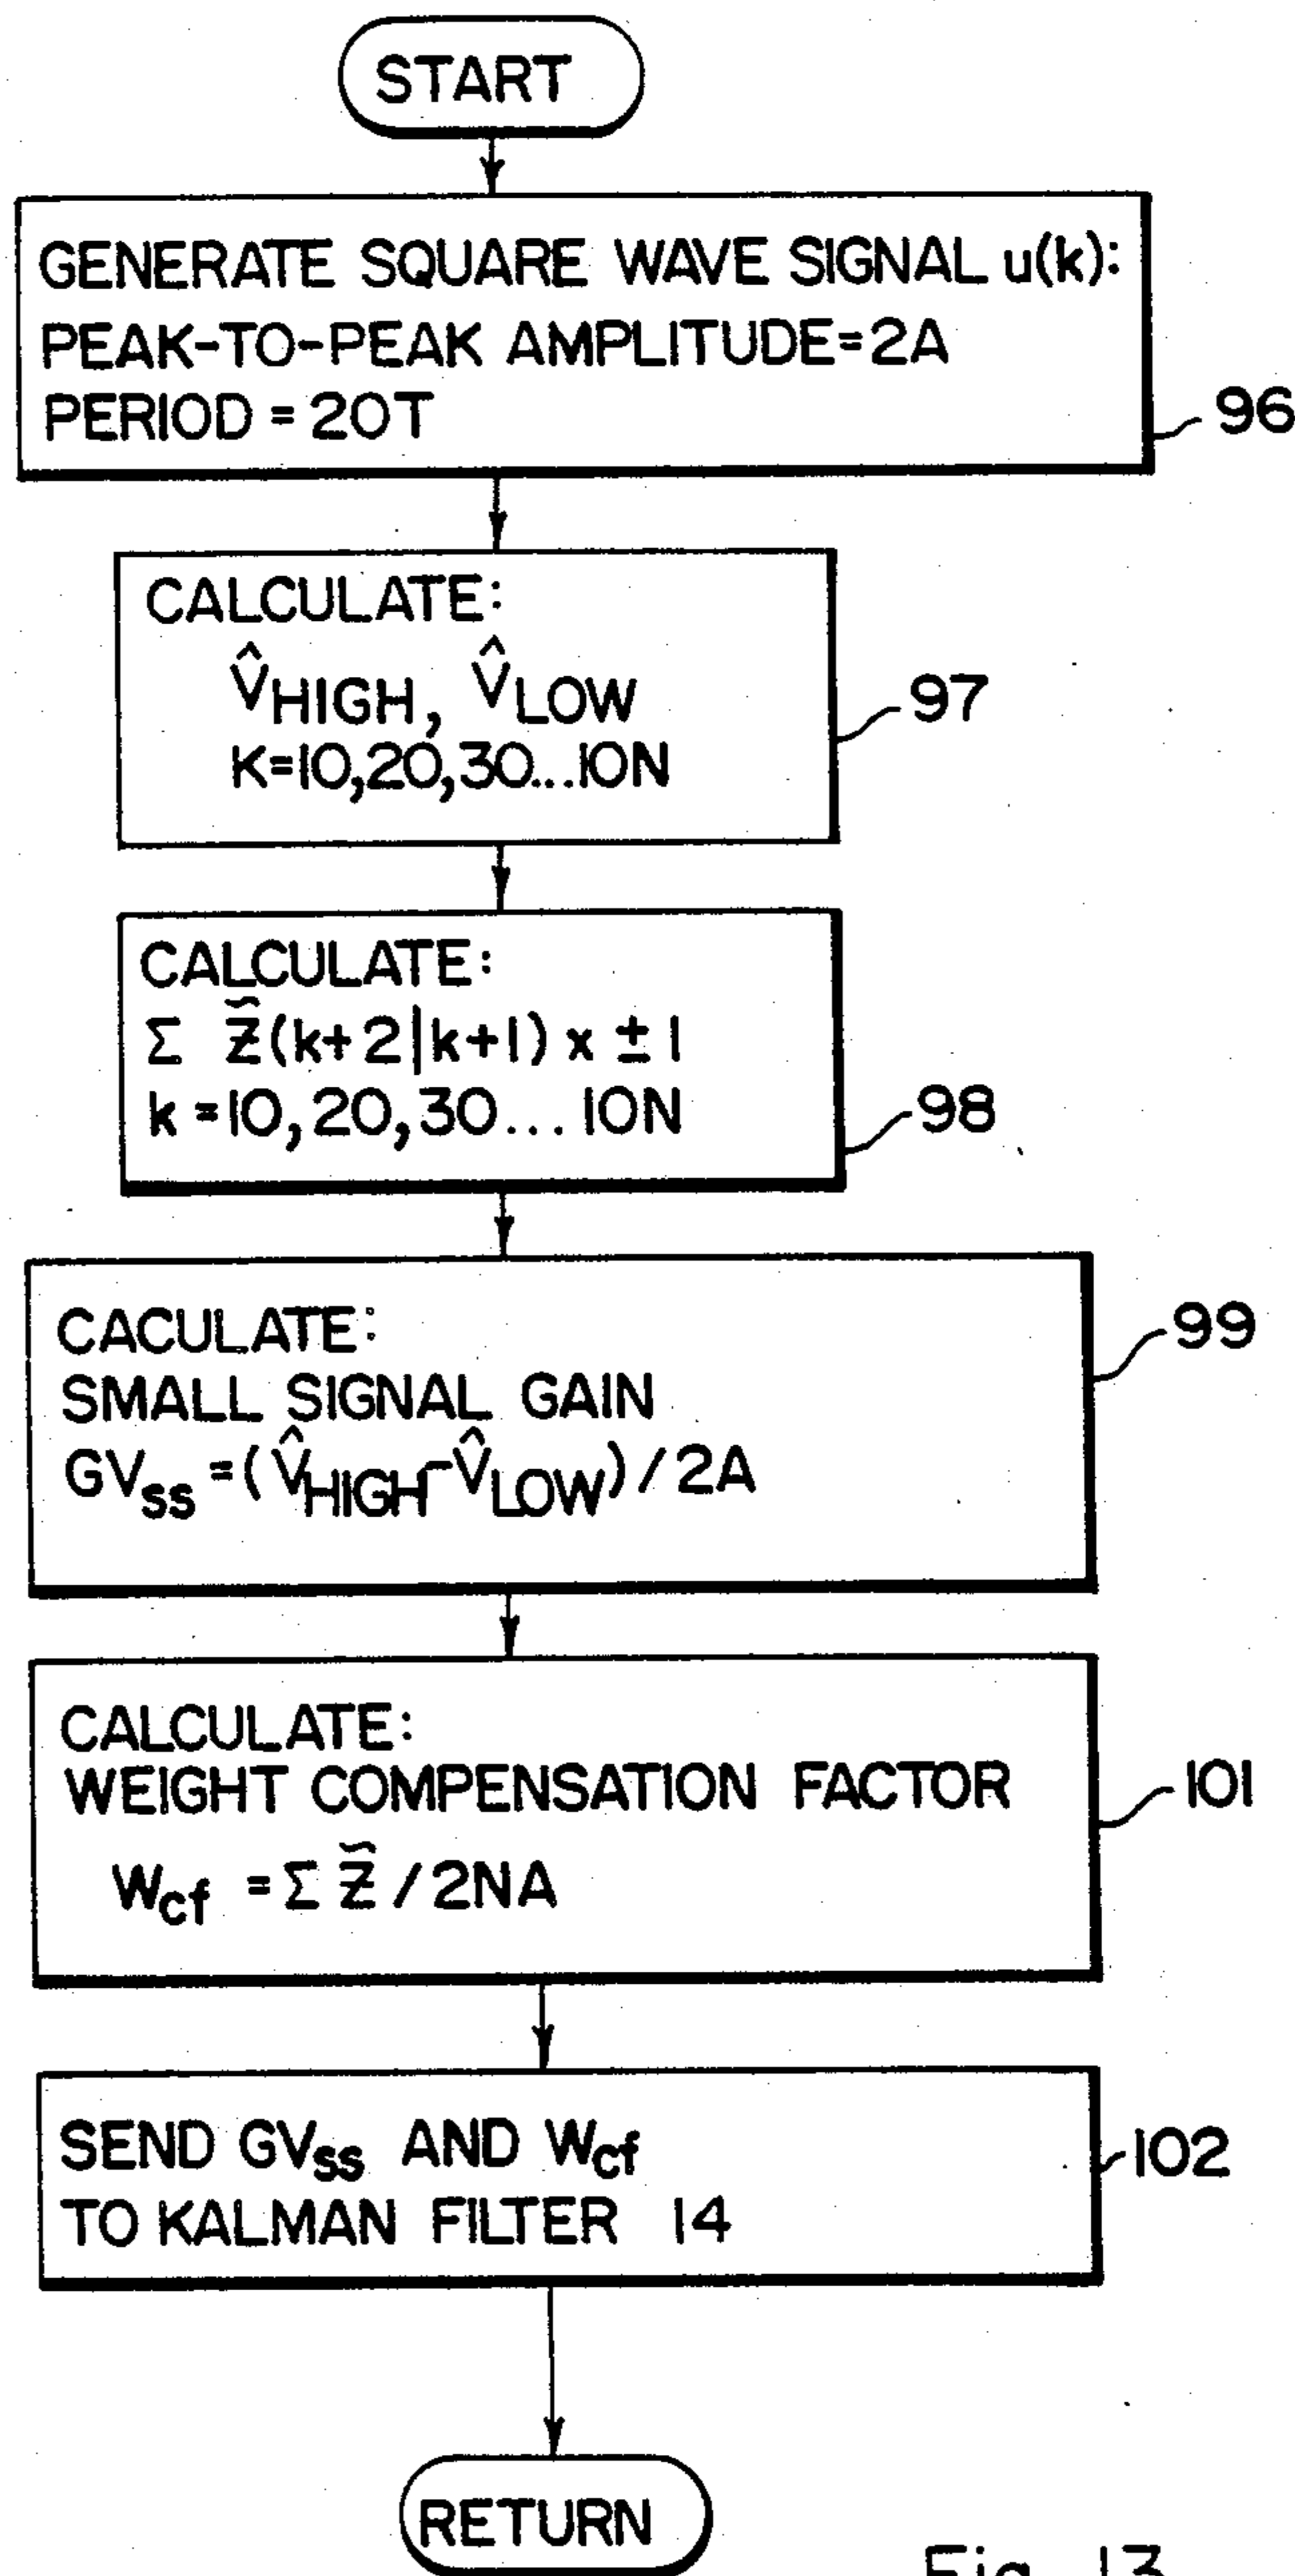 START
GENERATE SQUARE WAVE SIGNAL u(k):
PEAK-TO-PEAK AMPLITUDE=2A
PERIOD = 20T
96
CALCULATE:
V̂HIGH, V̂LOW
K=10,20,30...10N
97
CALCULATE:
Σ z̃(k+2|k+1) x ±1
k=10,20,30...10N
98
CACULATE:
SMALL SIGNAL GAIN
GVss=(V̂HIGH-V̂LOW)/2A
99
CALCULATE:
WEIGHT COMPENSATION FACTOR
Wcf = Σ z̃ / 2NA
101
SEND GVss AND Wcf
TO KALMAN FILTER 14
102
RETURN
Fig. 13